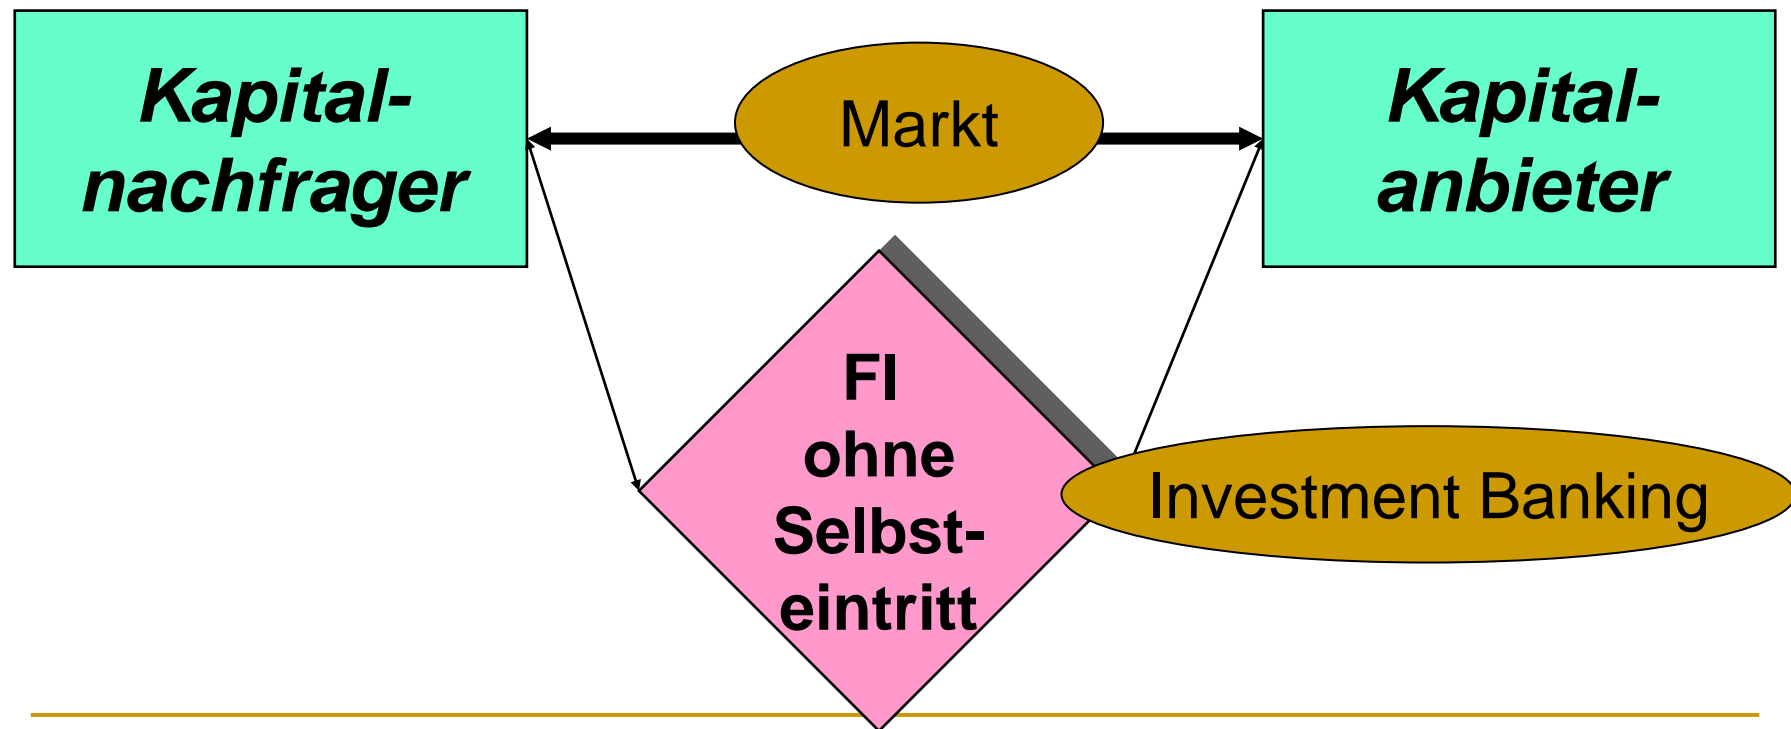 Kapital-
nachfrager
Markt
Kapital-
anbieter
FI
ohne
Selbst-
eintritt
Investment Banking